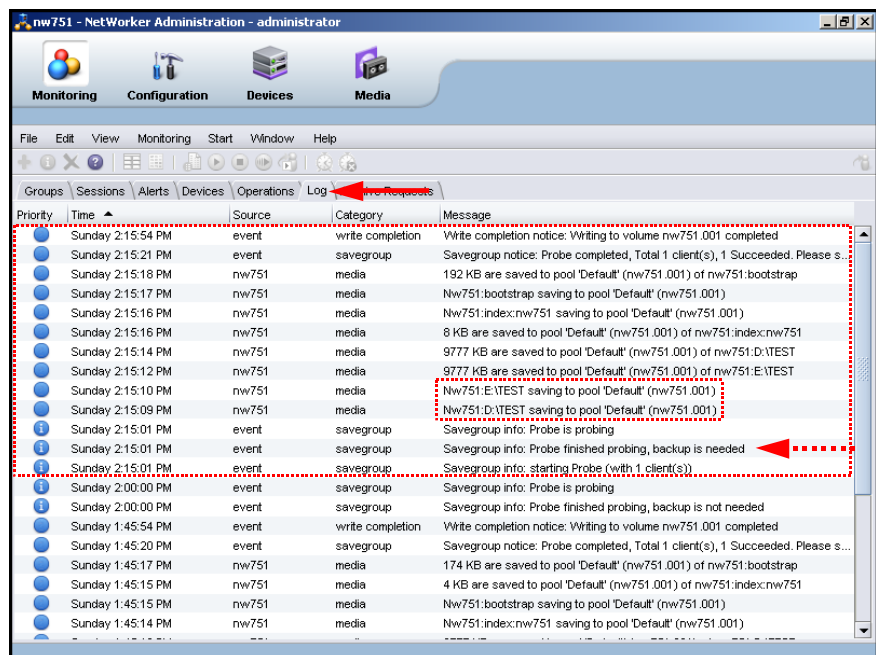 nw751 - NetWorker Administration - administrator
Monitoring Configuration Devices Media
File Edit View Monitoring Start Window Help
Groups Sessions Alerts Devices Operations Log Requests
Priority Time Source Category Message
Sunday 2:15:54 PM event write completion Write completion notice: Writing to volume nw751.001 completed
Sunday 2:15:21 PM event savegroup Savegroup notice: Probe completed, Total 1 client(s), 1 Succeeded. Please s...
Sunday 2:15:18 PM nw751 media 192 KB are saved to pool 'Default' (nw751.001) of nw751:bootstrap
Sunday 2:15:17 PM nw751 media Nw751:bootstrap saving to pool 'Default' (nw751.001)
Sunday 2:15:16 PM nw751 media Nw751:index:nw751 saving to pool 'Default' (nw751.001)
Sunday 2:15:16 PM nw751 media 8 KB are saved to pool 'Default' (nw751.001) of nw751:index:nw751
Sunday 2:15:14 PM nw751 media 9777 KB are saved to pool 'Default' (nw751.001) of nw751:D:\TEST
Sunday 2:15:12 PM nw751 media 9777 KB are saved to pool 'Default' (nw751.001) of nw751:E:\TEST
Sunday 2:15:10 PM nw751 media Nw751:E:\TEST saving to pool 'Default' (nw751.001)
Sunday 2:15:09 PM nw751 media Nw751:D:\TEST saving to pool 'Default' (nw751.001)
Sunday 2:15:01 PM event savegroup Savegroup info: Probe is probing
Sunday 2:15:01 PM event savegroup Savegroup info: Probe finished probing, backup is needed
Sunday 2:15:01 PM event savegroup Savegroup info: starting Probe (with 1 client(s))
Sunday 2:00:00 PM event savegroup Savegroup info: Probe is probing
Sunday 2:00:00 PM event savegroup Savegroup info: Probe finished probing, backup is not needed
Sunday 1:45:54 PM event write completion Write completion notice: Writing to volume nw751.001 completed
Sunday 1:45:20 PM event savegroup Savegroup notice: Probe completed, Total 1 client(s), 1 Succeeded. Please s...
Sunday 1:45:17 PM nw751 media 174 KB are saved to pool 'Default' (nw751.001) of nw751:bootstrap
Sunday 1:45:15 PM nw751 media 4 KB are saved to pool 'Default' (nw751.001) of nw751:index:nw751
Sunday 1:45:15 PM nw751 media Nw751:bootstrap saving to pool 'Default' (nw751.001)
Sunday 1:45:14 PM nw751 media Nw751:index:nw751 saving to pool 'Default' (nw751.001)